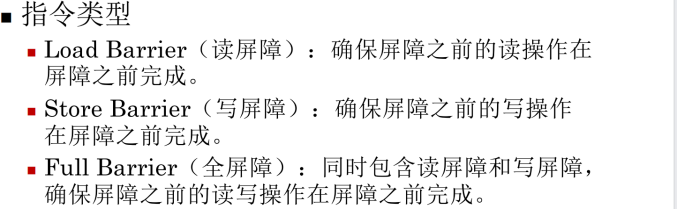 指令类型
Load Barrier（读屏障）：确保屏障之前的读操作在
屏障之前完成。
Store Barrier（写屏障）：确保屏障之前的写操作
在屏障之前完成。
Full Barrier（全屏障）：同时包含读屏障和写屏障，
确保屏障之前的读写操作在屏障之前完成。